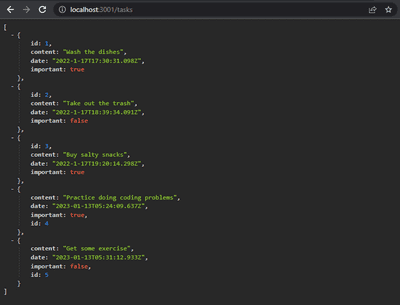 localhost:3001/tasks
[
- {
id: 1,
content: "Wash the dishes",
date: "2022-1-17T17:30:31.098Z",
important: true
},
- {
id: 2,
content: "Take out the trash",
date: "2022-1-17T18:39:34.091Z",
important: false
},
- {
id: 3,
content: "Buy salty snacks",
date: "2022-1-17T19:20:14.298Z",
important: true
},
- {
content: "Practice doing coding problems",
date: "2023-01-13T05:24:09.637Z",
important: true,
id: 4
},
- {
content: "Get some exercise",
date: "2023-01-13T05:31:12.933Z",
important: false,
id: 5
}
]